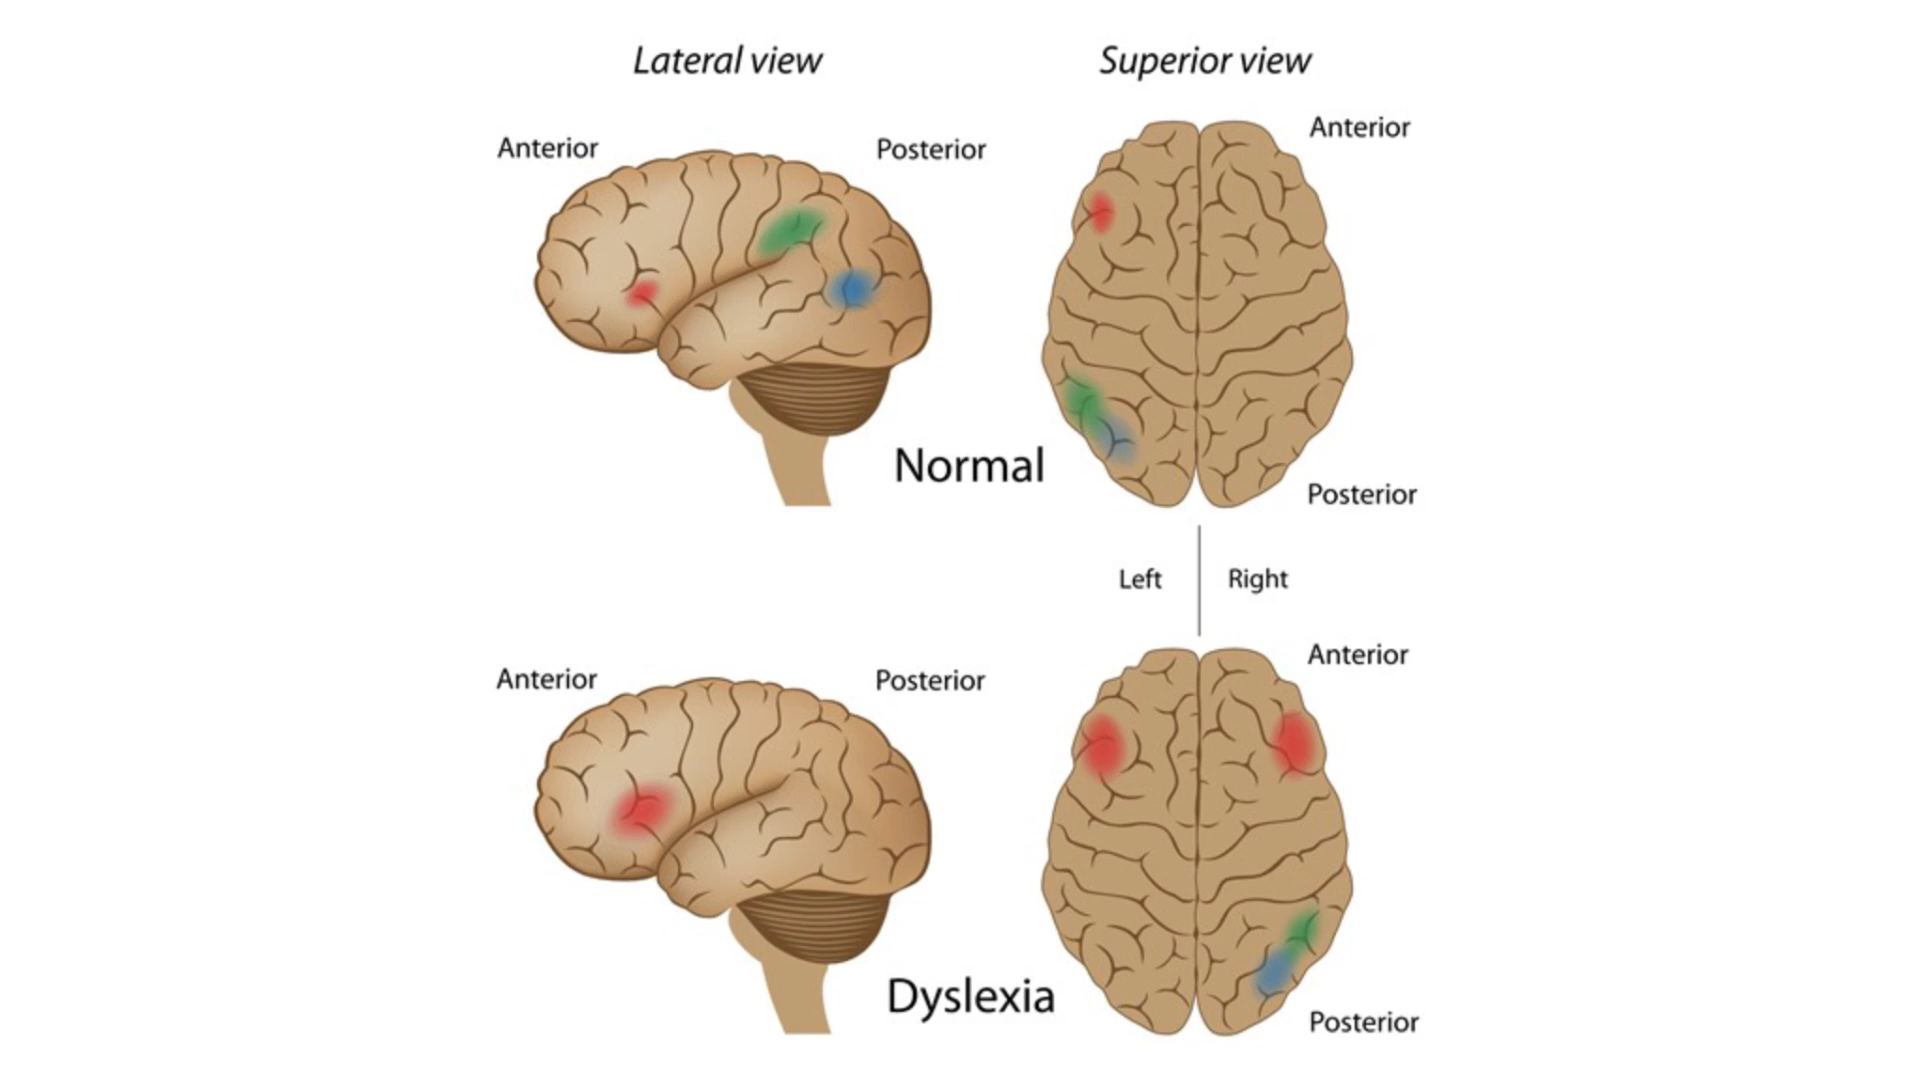 Lateral view
Superior view
Anterior
Posterior
Anterior
Normal
Posterior
Left
Right
Anterior
Posterior
Anterior
Dyslexia
Posterior